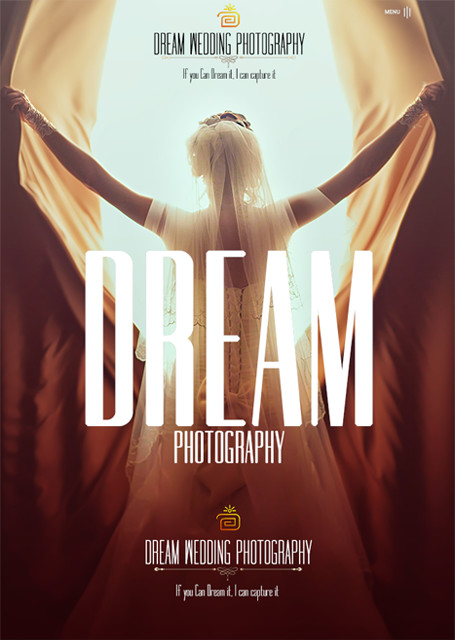 MENU
DREAM WEDDING PHOTOGRAPHY
If you Can Dream it, I can capture it
DREAM
PHOTOGRAPHY
DREAM WEDDING PHOTOGRAPHY
If you Can Dream it, I can capture it